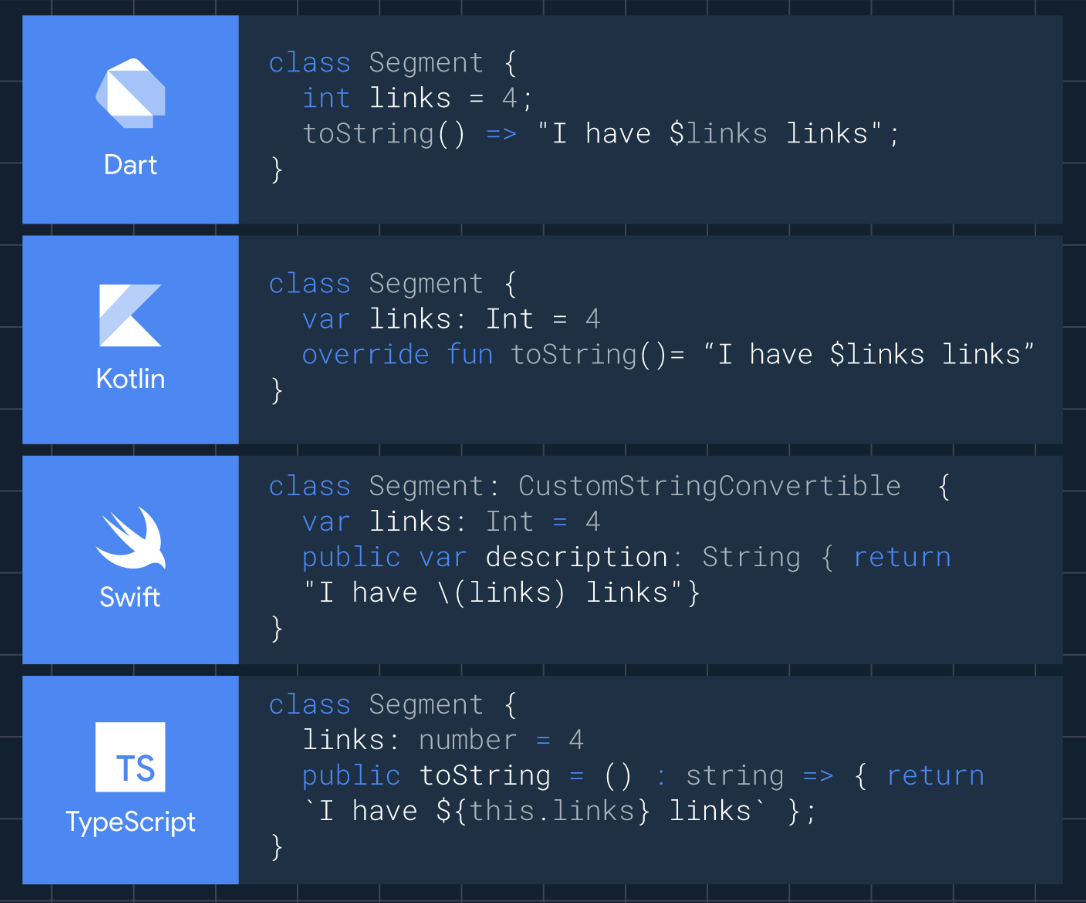 Dart
class Segment {
  int links = 4;
  toString() => "I have $links links";
}
Kotlin
class Segment {
  var links: Int = 4
  override fun toString()= “I have $links links”
}
Swift
class Segment: CustomStringConvertible  {
  var links: Int = 4
  public var description: String { return
  "I have \(links) links"}
}
TS
TypeScript
class Segment {
  links: number = 4
  public toString = () : string => { return
  `I have ${this.links} links` };
}